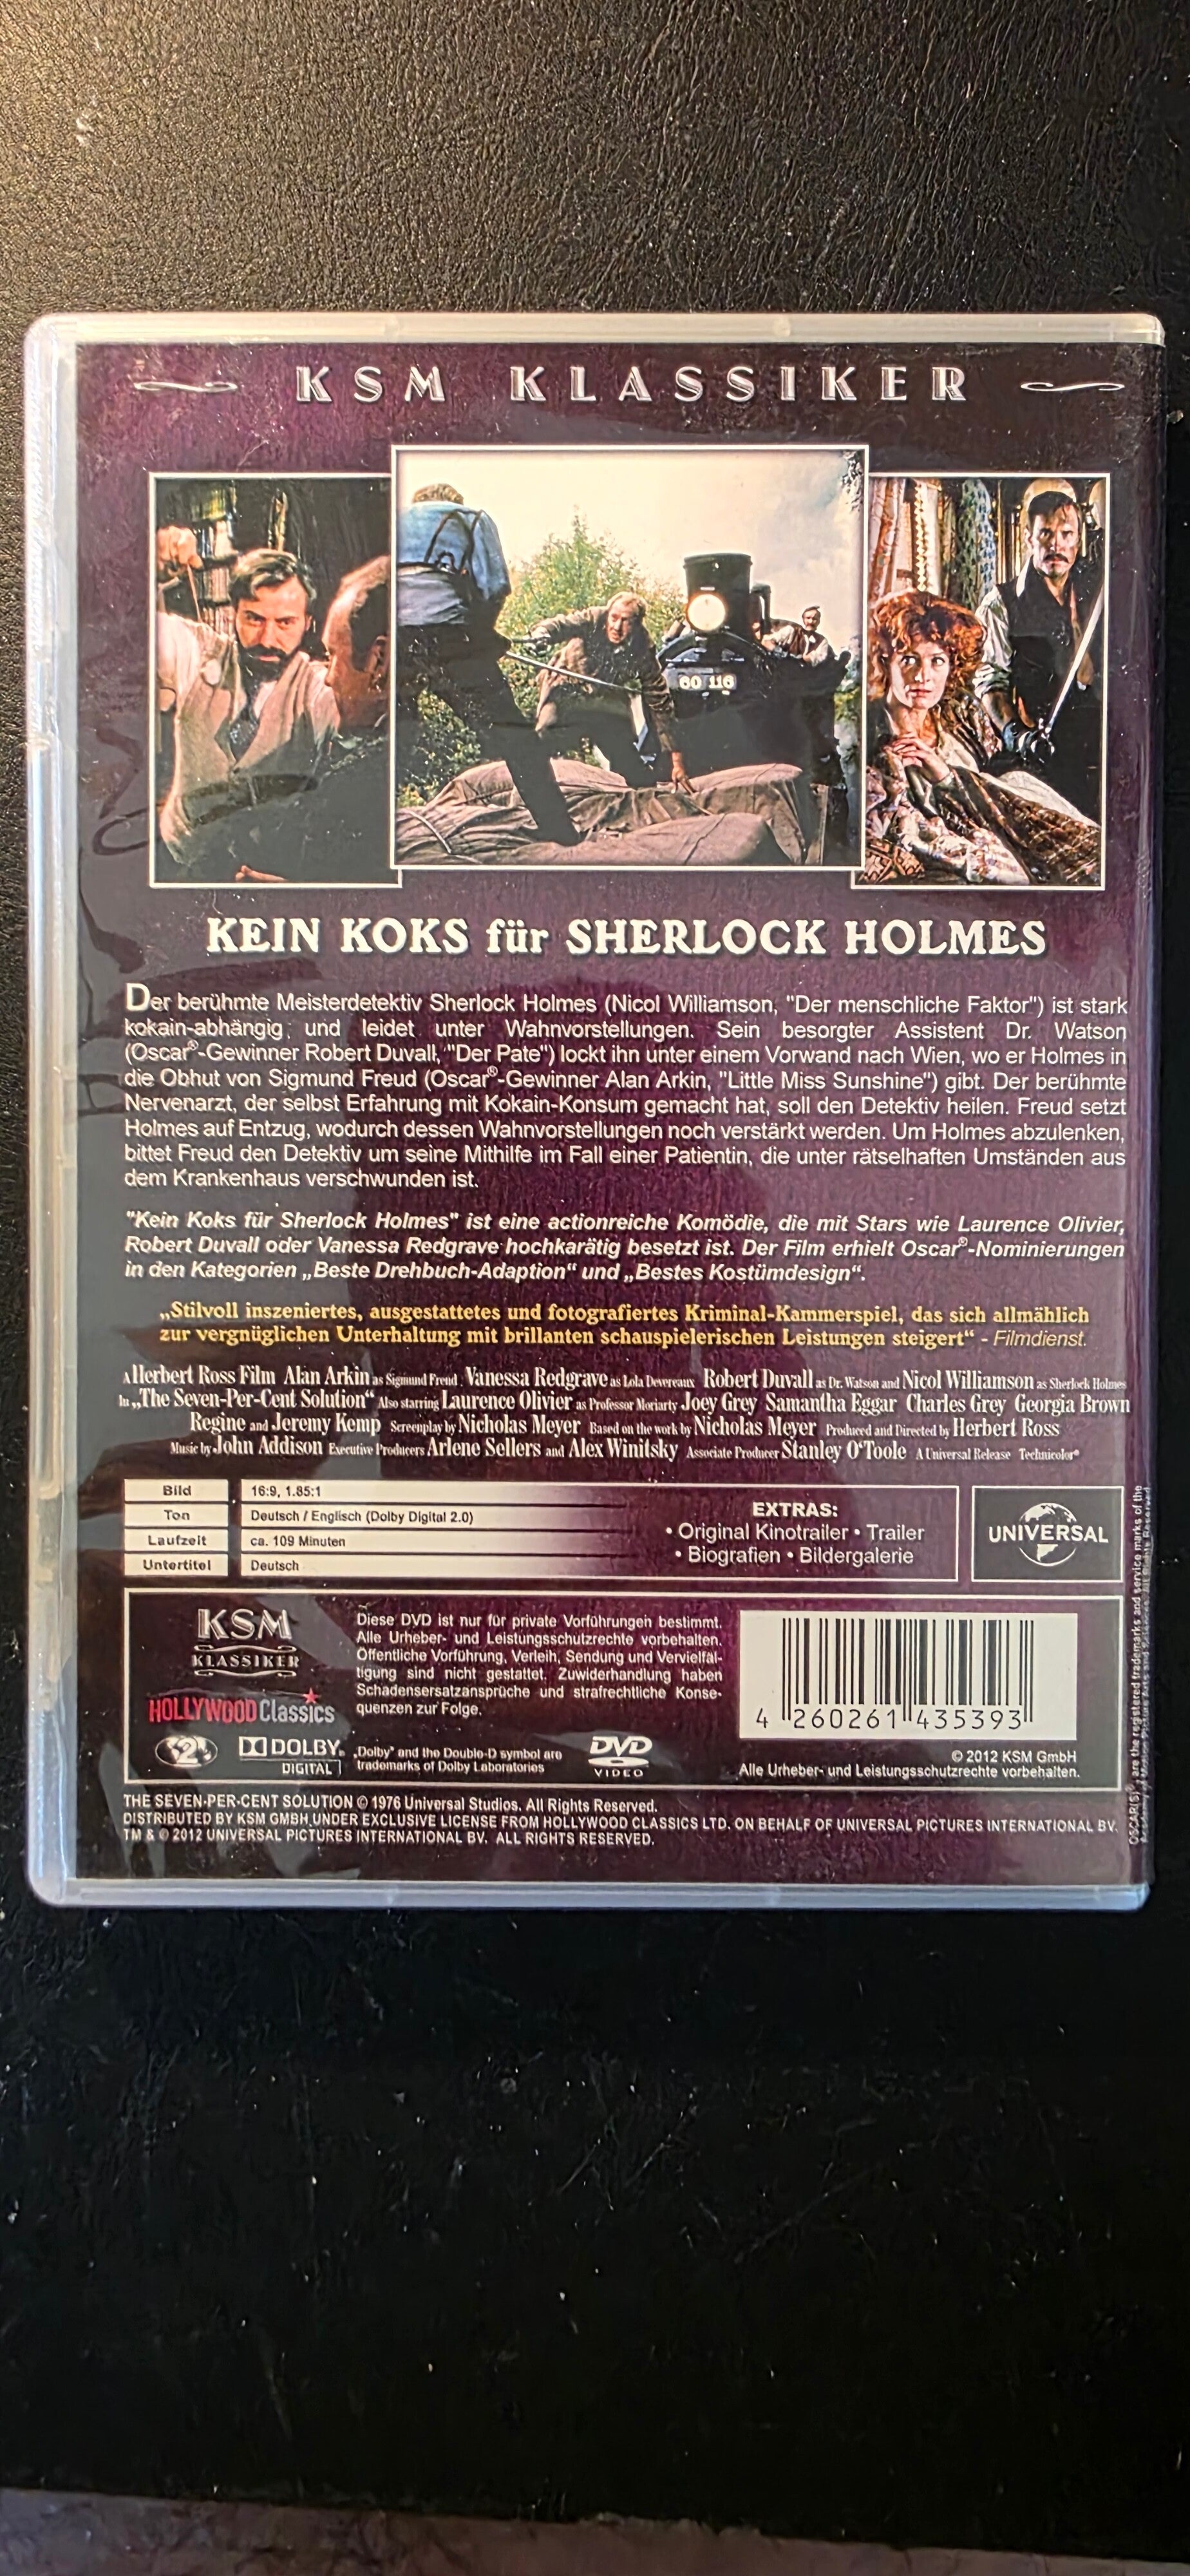 KSM KLASSIKER
60 116
KEIN KOKS für SHERLOCK HOLMES
Der berühmte Meisterdetektiv Sherlock Holmes (Nicol Williamson, "Der menschliche Faktor") ist stark
kokain-abhängig und leidet unter Wahnvorstellungen. Sein besorgter Assistent Dr. Watson
(Oscar®-Gewinner Robert Duvall, "Der Pate") lockt ihn unter einem Vorwand nach Wien, wo er Holmes in
die Obhut von Sigmund Freud (Oscar®-Gewinner Alan Arkin, "Little Miss Sunshine") gibt. Der berühmte
Nervenarzt, der selbst Erfahrung mit Kokain-Konsum gemacht hat, soll den Detektiv heilen. Freud setzt
Holmes auf Entzug, wodurch dessen Wahnvorstellungen noch verstärkt werden. Um Holmes abzulenken,
bittet Freud den Detektiv um seine Mithilfe im Fall einer Patientin, die unter rätselhaften Umständen aus
dem Krankenhaus verschwunden ist.
"Kein Koks für Sherlock Holmes" ist eine actionreiche Komödie, die mit Stars wie Laurence Olivier,
Robert Duvall oder Vanessa Redgrave hochkarätig besetzt ist. Der Film erhielt Oscar®-Nominierungen
in den Kategorien „Beste Drehbuch-Adaption“ und „Bestes Kostümdesign“.
„Stilvoll inszeniertes, ausgestattetes und fotografiertes Kriminal-Kammerspiel, das sich allmählich
zur vergnüglichen Unterhaltung mit brillanten schauspielerischen Leistungen steigert“ - Filmdienst.
A Herbert Ross Film Alan Arkin as Sigmund Freud Vanessa Redgrave as Lola Devereaux Robert Duvall as Dr. Watson and Nicol Williamson as Sherlock Holmes
In „The Seven-Per-Cent Solution“ Also starring Laurence Olivier as Professor Moriarty Joey Grey Samantha Eggar Charles Grey Georgia Brown
Regine and Jeremy Kemp Screenplay by Nicholas Meyer Based on the work by Nicholas Meyer Produced and Directed by Herbert Ross
Music by John Addison Executive Producers Arlene Sellers and Alex Winitsky Associate Producer Stanley O‘Toole A Universal Release Technicolor®
Bild 16:9, 1.85:1
Ton Deutsch / Englisch (Dolby Digital 2.0)
Laufzeit ca. 109 Minuten
Untertitel Deutsch
EXTRAS:
• Original Kinotrailer • Trailer
• Biografien • Bildergalerie
UNIVERSAL
KSM
KLASSIKER
HOLLYWOOD Classics
2
DOLBY
DIGITAL
Diese DVD ist nur für private Vorführungen bestimmt.
Alle Urheber- und Leistungsschutzrechte vorbehalten.
Öffentliche Vorführung, Verleih, Sendung und Vervielfäl-
tigung sind nicht gestattet. Zuwiderhandlung haben
Schadensersatzansprüche und strafrechtliche Konse-
quenzen zur Folge.
„Dolby“ and the Double-D symbol are
trademarks of Dolby Laboratories
DVD
VIDEO
4 260261 435393
© 2012 KSM GmbH
Alle Urheber- und Leistungsschutzrechte vorbehalten.
THE SEVEN-PER-CENT SOLUTION © 1976 Universal Studios. All Rights Reserved.
DISTRIBUTED BY KSM GMBH UNDER EXCLUSIVE LICENSE FROM HOLLYWOOD CLASSICS LTD. ON BEHALF OF UNIVERSAL PICTURES INTERNATIONAL BV.
TM & © 2012 UNIVERSAL PICTURES INTERNATIONAL BV. ALL RIGHTS RESERVED.
OSCAR(S)® are the registered trademarks and service marks of the